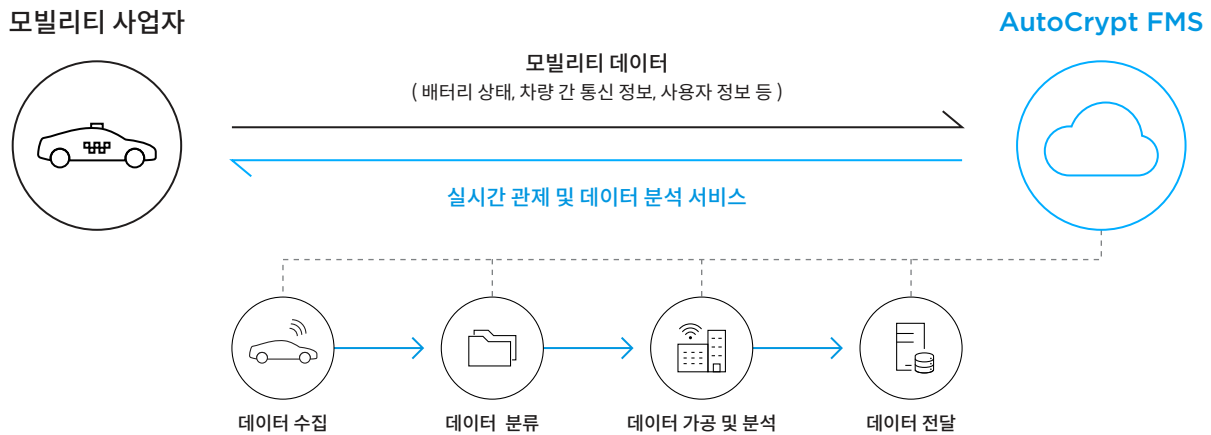 모빌리티 사업자
AutoCrypt FMS
모빌리티 데이터
( 배터리 상태, 차량 간 통신 정보, 사용자 정보 등 )
실시간 관제 및 데이터 분석 서비스
데이터 수집
데이터 분류
데이터 가공 및 분석
데이터 전달